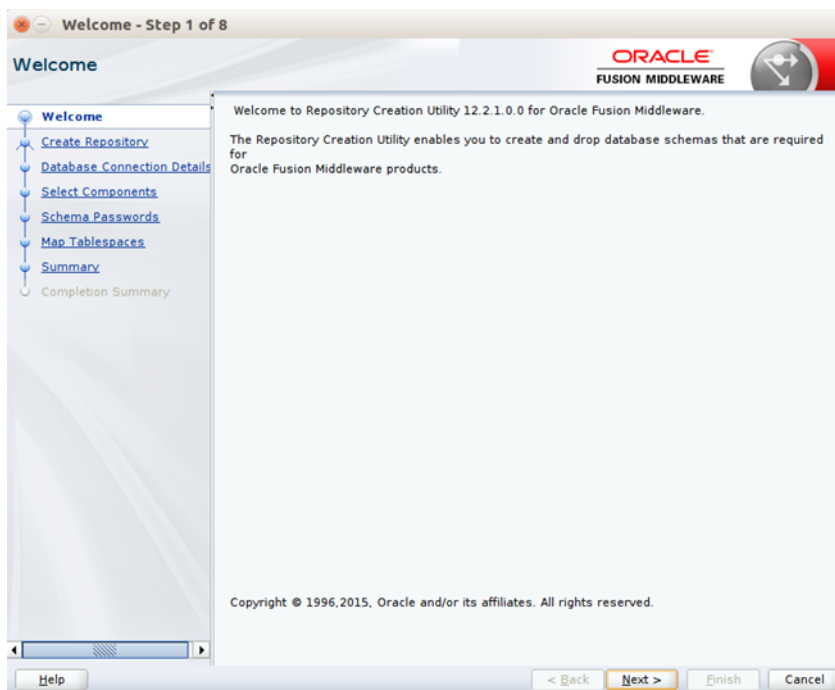 Welcome - Step 1 of 8
Welcome
ORACLE
FUSION MIDDLEWARE
Welcome
Create Repository
Database Connection Details
Select Components
Schema Passwords
Map Tablespaces
Summary
Completion Summary
Welcome to Repository Creation Utility 12.2.1.0.0 for Oracle Fusion Middleware.
The Repository Creation Utility enables you to create and drop database schemas that are required
for
Oracle Fusion Middleware products.
Copyright © 1996,2015, Oracle and/or its affiliates. All rights reserved.
Help
< Back Next > Finish Cancel